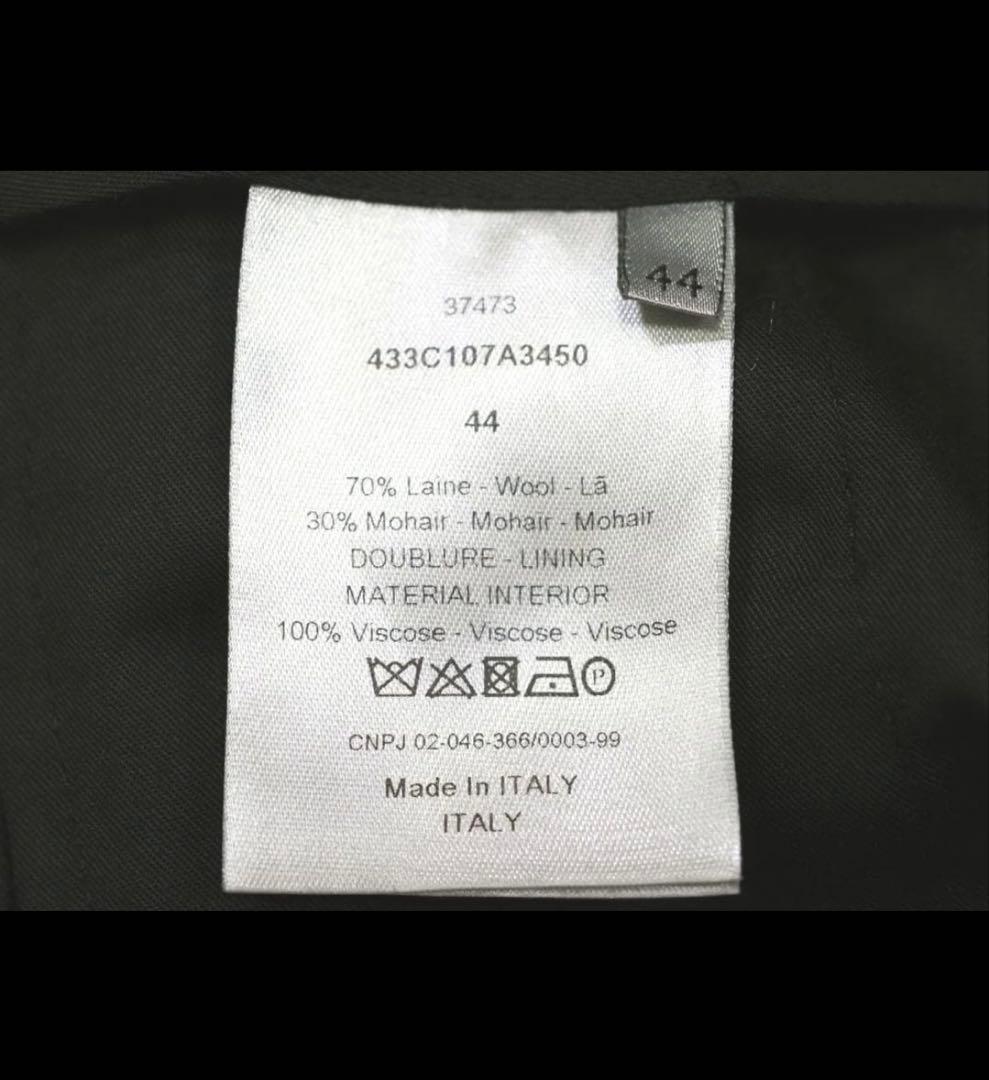 44
37473
433C107A3450
44
70% Laine - Wool - Lã
30% Mohair - Mohair - Mohair
DOUBLURE - LINING
MATERIAL INTERIOR
100% Viscose - Viscose - Viscose
P
CNPJ 02-046-366/0003-99
Made In ITALY
ITALY